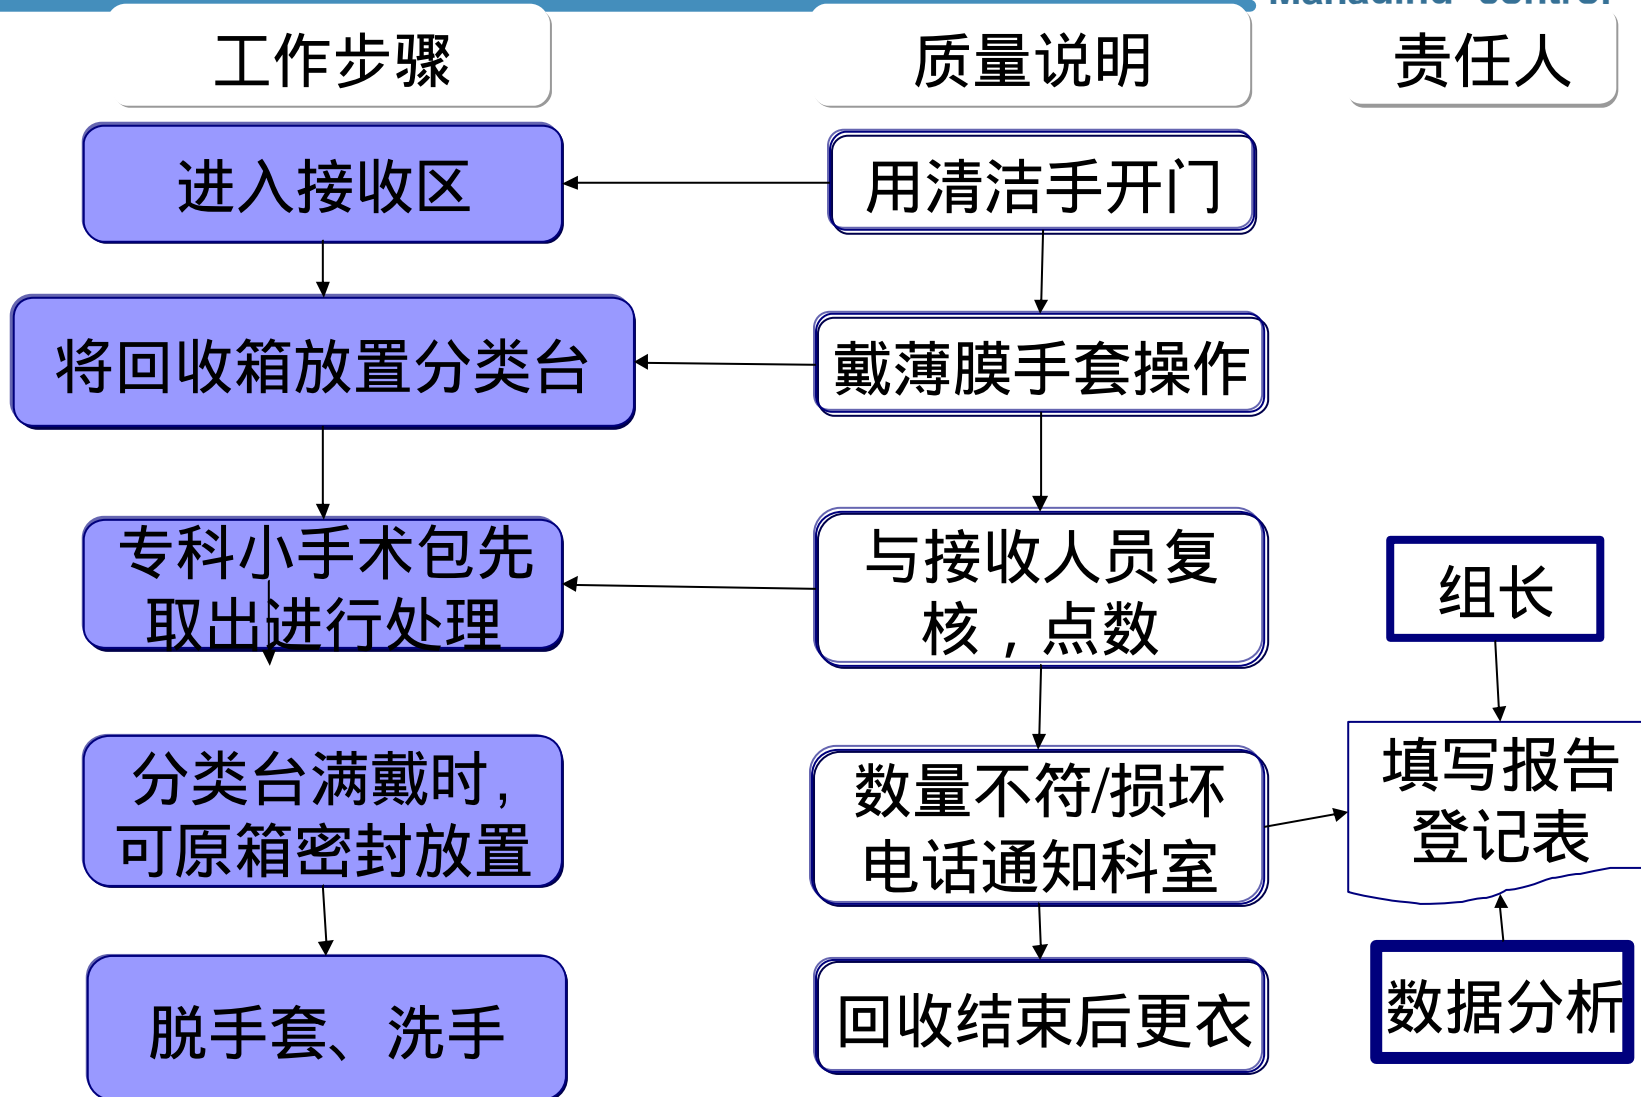 工作步骤
质量说明
责任人
进入接收区
用清洁手开门
将回收箱放置分类台
戴薄膜手套操作
专科小手术包先
取出进行处理
与接收人员复
核，点数
组长
分类台满戴时，
可原箱密封放置
数量不符/损坏
电话通知科室
填写报告
登记表
脱手套、洗手
回收结束后更衣
数据分析